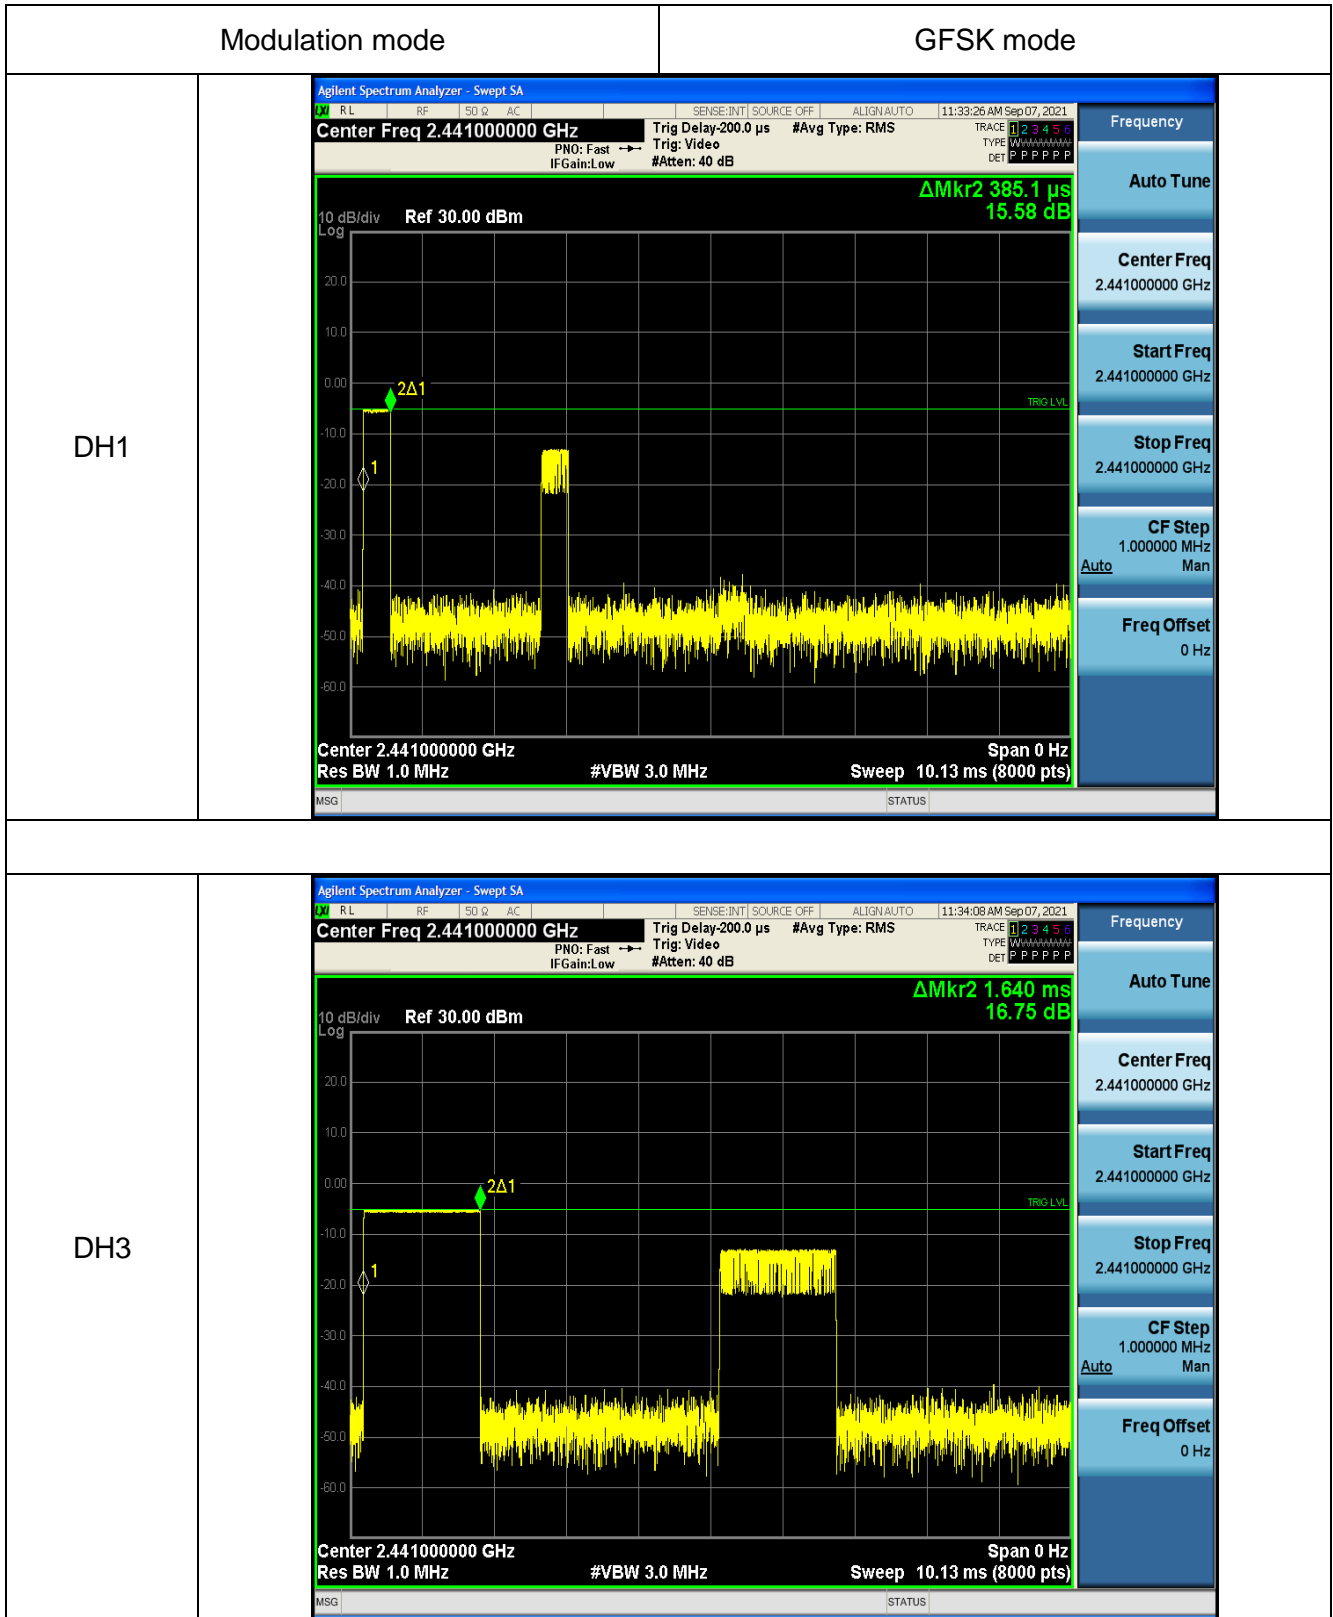 Modulation mode GFSK mode
DH1
Agilent Spectrum Analyzer - Swept SA
LXI RL RF 50 Ω AC SENSE:INT SOURCE OFF ALIGN AUTO 11:33:26 AM Sep 07, 2021
Center Freq 2.441000000 GHz
PNO: Fast
IFGain:Low
Trig Delay-200.0 µs #Avg Type: RMS
Trig: Video
#Atten: 40 dB
TRACE 1 2 3 4 5 6
TYPE W
DET P P P P P P
Frequency
ΔMkr2 385.1 µs
15.58 dB
10 dB/div Ref 30.00 dBm
Log
20.0
10.0
0.00
-10.0
-20.0
-30.0
-40.0
-50.0
-60.0
2Δ1
1
TRIG LVL
Center 2.441000000 GHz Span 0 Hz
Res BW 1.0 MHz #VBW 3.0 MHz Sweep 10.13 ms (8000 pts)
MSG STATUS
Auto Tune
Center Freq
2.441000000 GHz
Start Freq
2.441000000 GHz
Stop Freq
2.441000000 GHz
CF Step
1.000000 MHz
Auto Man
Freq Offset
0 Hz
DH3
Agilent Spectrum Analyzer - Swept SA
LXI RL RF 50 Ω AC SENSE:INT SOURCE OFF ALIGN AUTO 11:34:08 AM Sep 07, 2021
Center Freq 2.441000000 GHz
PNO: Fast
IFGain:Low
Trig Delay-200.0 µs #Avg Type: RMS
Trig: Video
#Atten: 40 dB
TRACE 1 2 3 4 5 6
TYPE W
DET P P P P P P
Frequency
ΔMkr2 1.640 ms
16.75 dB
10 dB/div Ref 30.00 dBm
Log
20.0
10.0
0.00
-10.0
-20.0
-30.0
-40.0
-50.0
-60.0
2Δ1
1
TRIG LVL
Center 2.441000000 GHz Span 0 Hz
Res BW 1.0 MHz #VBW 3.0 MHz Sweep 10.13 ms (8000 pts)
MSG STATUS
Auto Tune
Center Freq
2.441000000 GHz
Start Freq
2.441000000 GHz
Stop Freq
2.441000000 GHz
CF Step
1.000000 MHz
Auto Man
Freq Offset
0 Hz